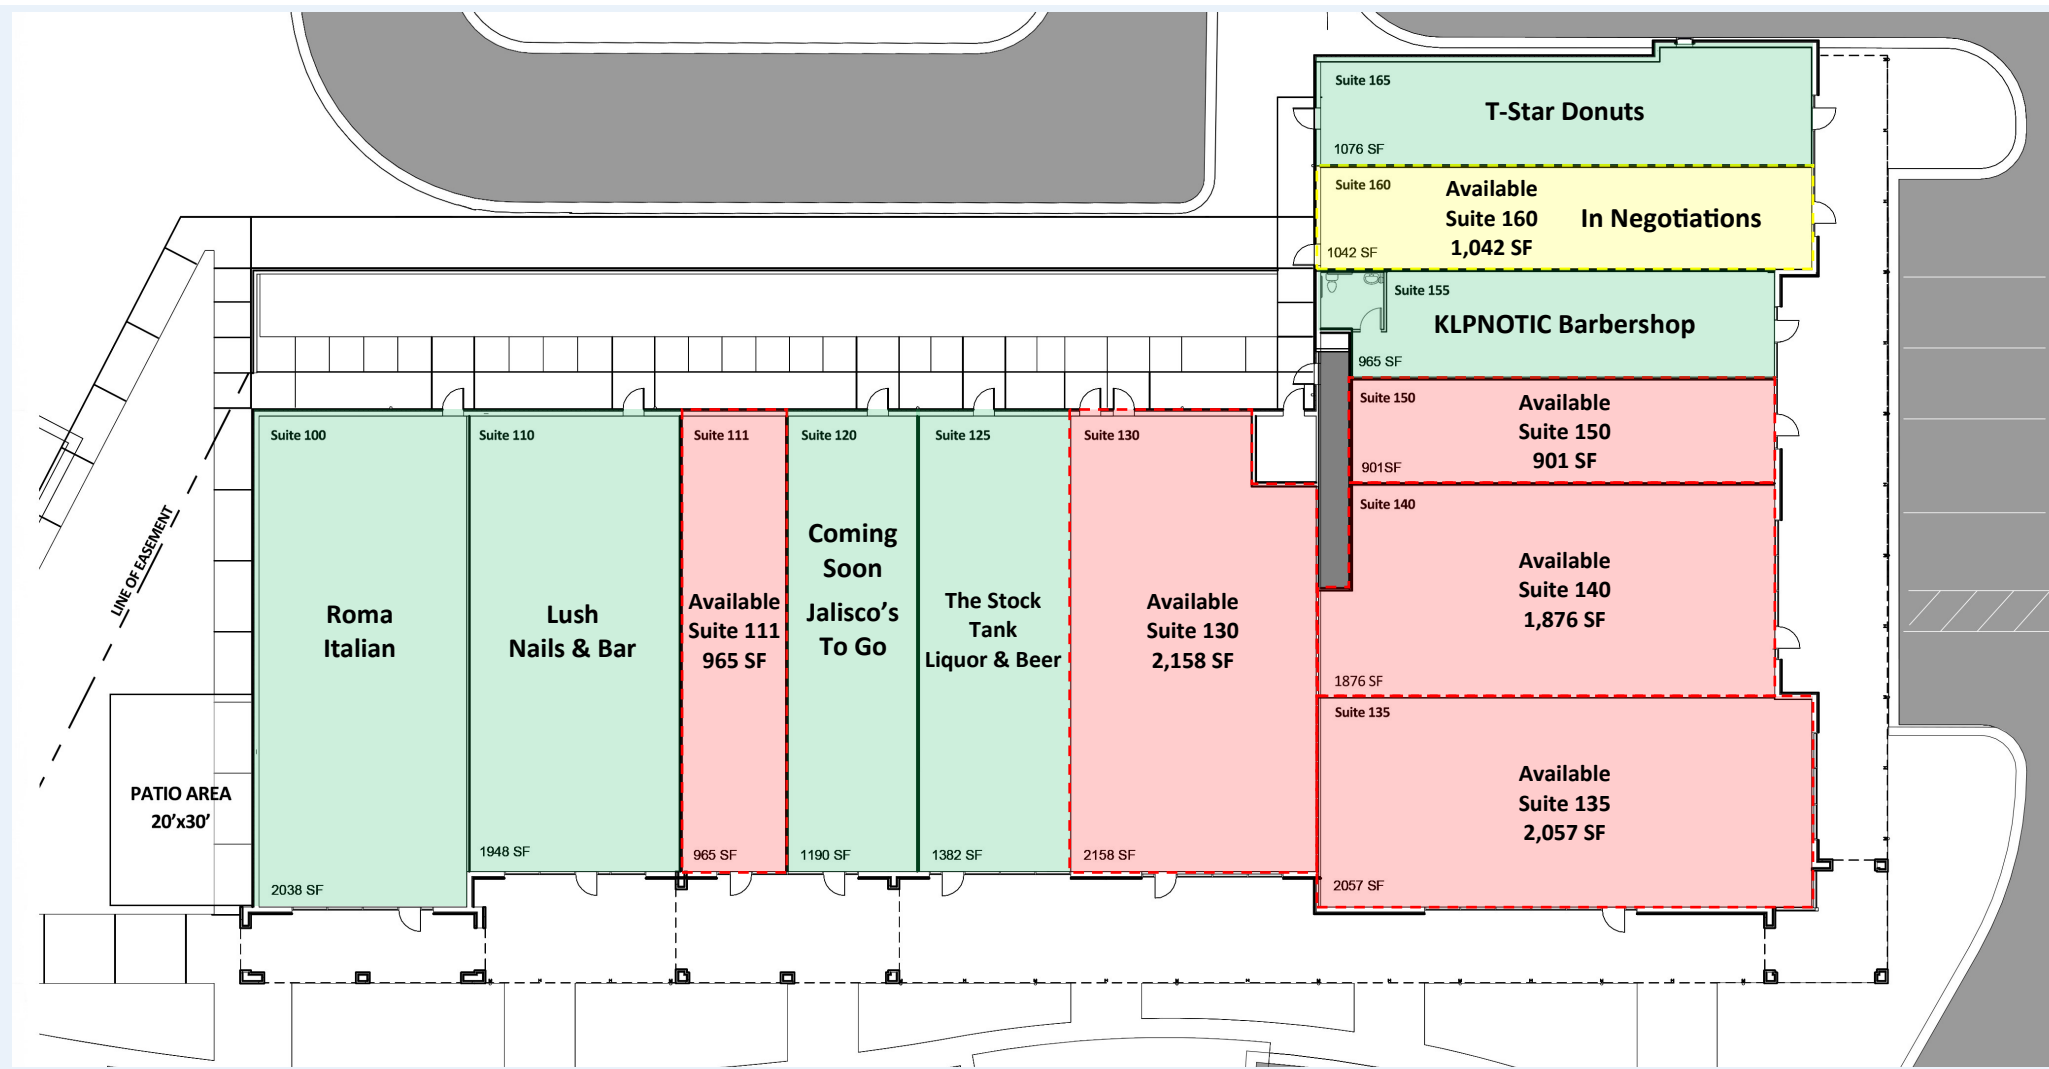 Suite 165
T-Star Donuts
1076 SF
Suite 160
Available
Suite 160
1,042 SF
In Negotiations
1042 SF
Suite 155
KLPNOTIC Barbershop
965 SF
Suite 150
Available
Suite 150
901 SF
901SF
Suite 140
Available
Suite 140
1,876 SF
1876 SF
Suite 135
Available
Suite 135
2,057 SF
2057 SF
Suite 100
Roma
Italian
2038 SF
Suite 110
Lush
Nails & Bar
1948 SF
Suite 111
Available
Suite 111
965 SF
965 SF
Suite 120
Coming
Soon
Jalisco’s
To Go
1190 SF
Suite 125
The Stock
Tank
Liquor & Beer
1382 SF
Suite 130
Available
Suite 130
2,158 SF
2158 SF
LINE OF EASEMENT
PATIO AREA
20’x30’